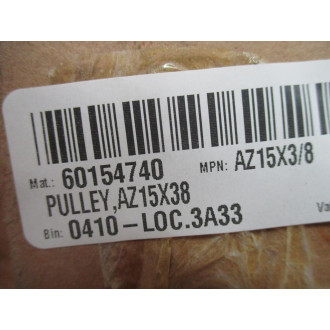 Mat.: 60154740 MPN: AZ15X3/8
PULLEY,AZ15X38
Bin: 0410-LOC.3A33